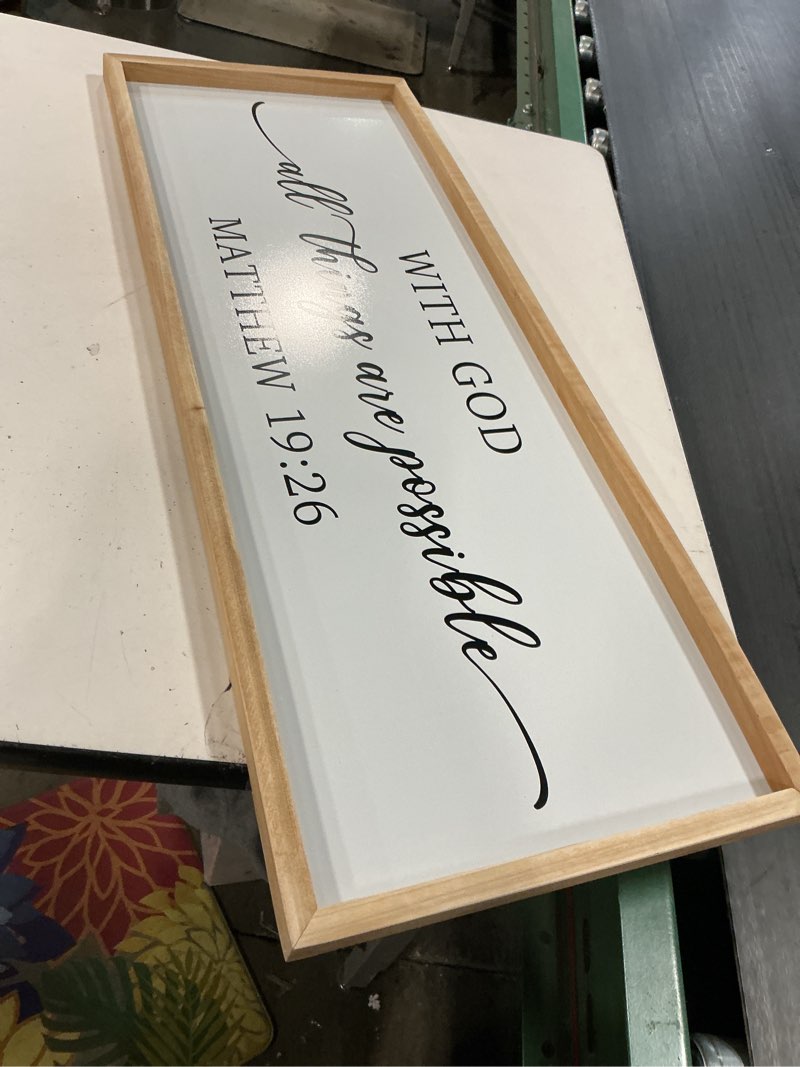 WITH GOD
all things are possible
MATTHEW 19:26